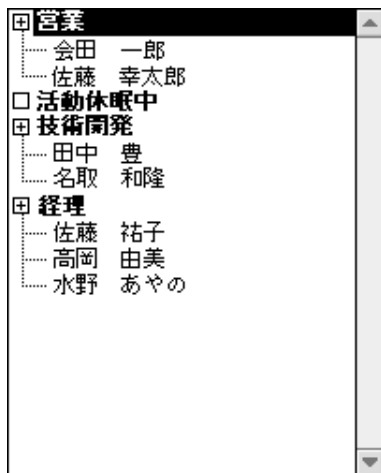 営業
会田 一郎
佐藤 幸太郎
活動休眠中
技術開発
田中 豊
名取 和隆
経理
佐藤 祐子
高岡 由美
水野 あやの